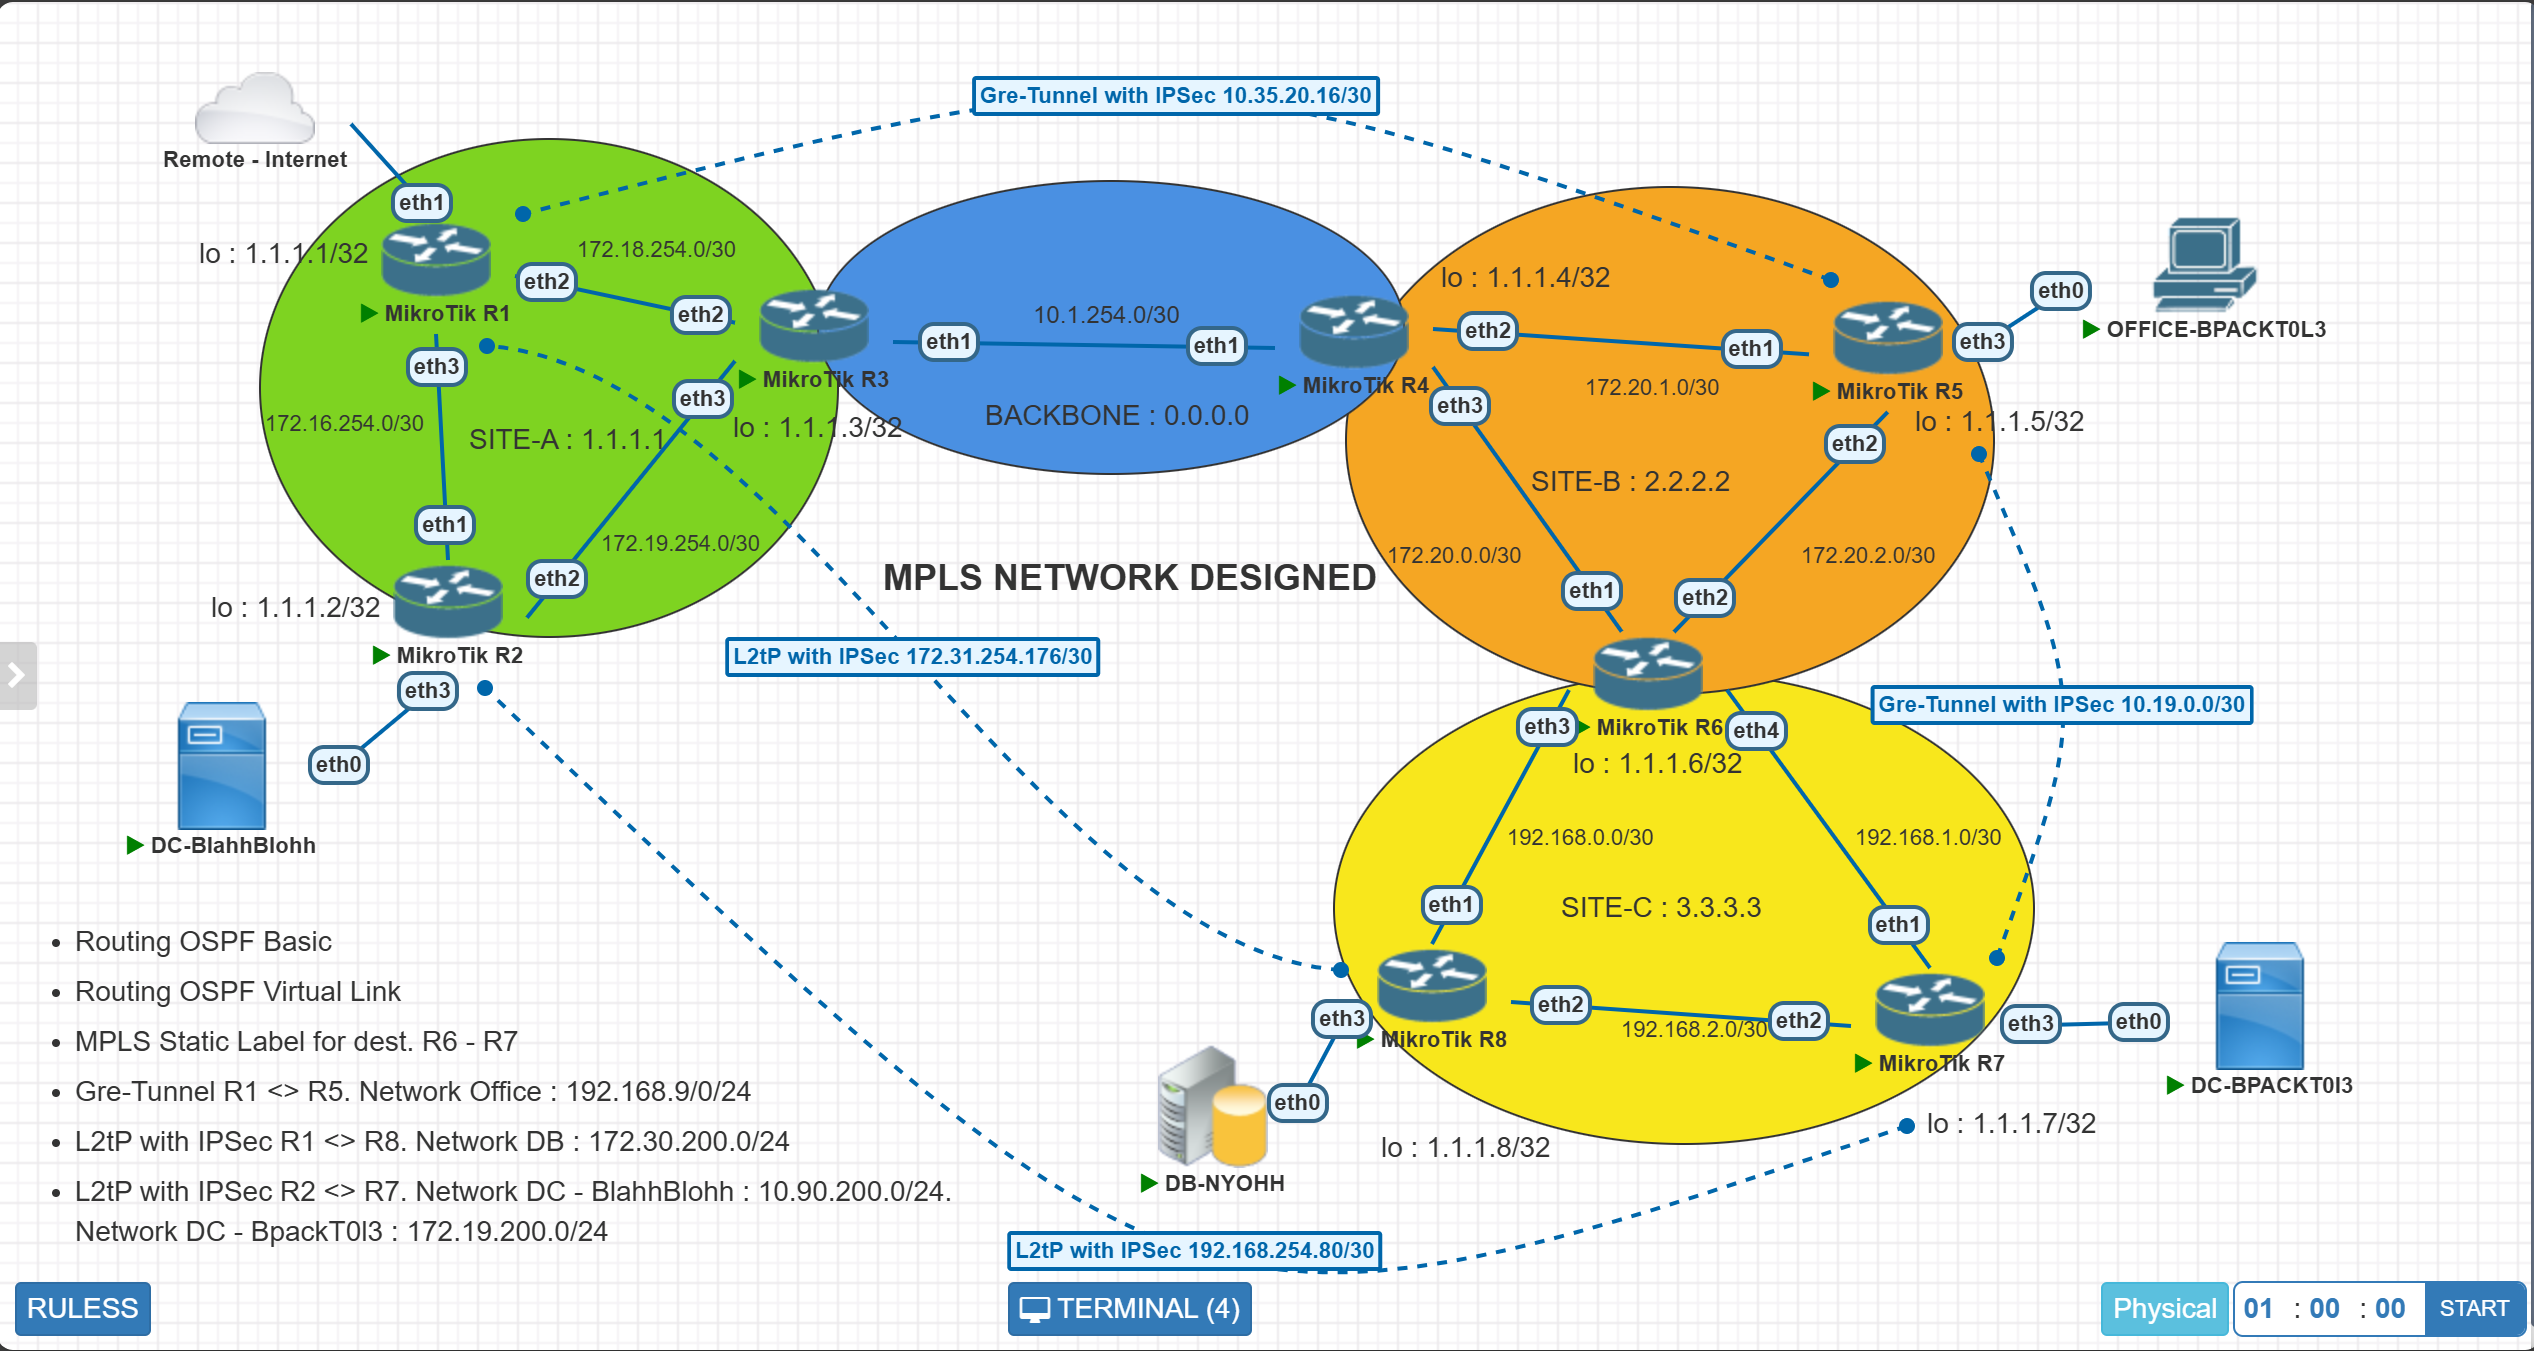 Gre-Tunnel with IPSec 10.35.20.16/30
Remote - Internet
eth1
lo : 1.1.1.1/32
172.18.254.0/30
eth2
eth2
MikroTik R1
eth3
172.16.254.0/30
SITE-A : 1.1.1.1
eth3
MikroTik R3
lo : 1.1.1.3/32
eth1
172.19.254.0/30
eth2
lo : 1.1.1.2/32
MikroTik R2
eth3
eth0
DC-BlahhBlohh
10.1.254.0/30
eth1
eth1
BACKBONE : 0.0.0.0
MikroTik R4
lo : 1.1.1.4/32
eth2
eth1
eth3
172.20.1.0/30
MikroTik R5
eth3
eth0
OFFICE-BPACKT0L3
lo : 1.1.1.5/32
eth2
SITE-B : 2.2.2.2
172.20.0.0/30
172.20.2.0/30
eth1
eth2
MPLS NETWORK DESIGNED
L2tP with IPSec 172.31.254.176/30
Gre-Tunnel with IPSec 10.19.0.0/30
eth3
MikroTik R6
eth4
lo : 1.1.1.6/32
192.168.0.0/30
192.168.1.0/30
eth1
SITE-C : 3.3.3.3
eth1
eth3
MikroTik R8
eth2
192.168.2.0/30
eth2
MikroTik R7
eth3
eth0
DC-BPACKT0l3
eth0
DB-NYOHH
lo : 1.1.1.8/32
lo : 1.1.1.7/32
L2tP with IPSec 192.168.254.80/30
• Routing OSPF Basic
• Routing OSPF Virtual Link
• MPLS Static Label for dest. R6 - R7
• Gre-Tunnel R1 <> R5. Network Office : 192.168.9/0/24
• L2tP with IPSec R1 <> R8. Network DB : 172.30.200.0/24
• L2tP with IPSec R2 <> R7. Network DC - BlahhBlohh : 10.90.200.0/24.
Network DC - BpackT0l3 : 172.19.200.0/24
RULESS
TERMINAL (4)
Physical
01 : 00 : 00
START